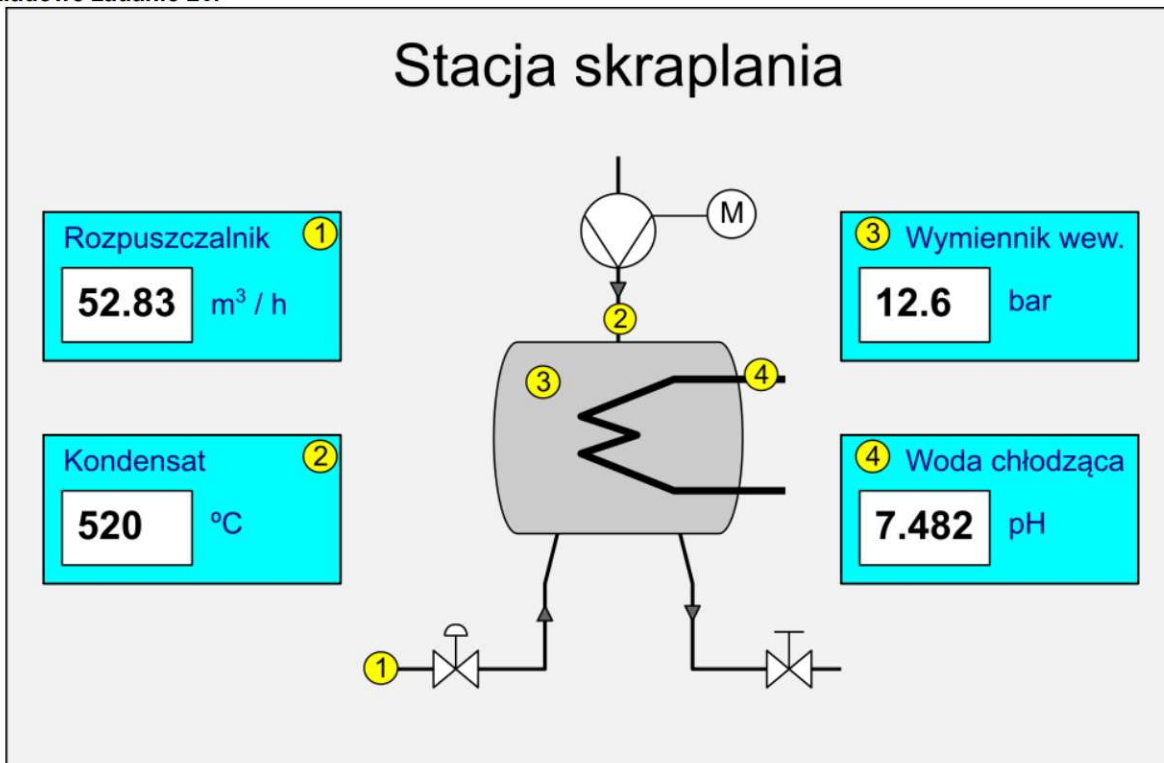 Stacja skraplania
M
Rozpuszczalnik 1
52.83 m³ / h
3 Wymiennik wew.
12.6 bar
2
3
4
Kondensat 2
520 ºC
4 Woda chłodząca
7.482 pH
1